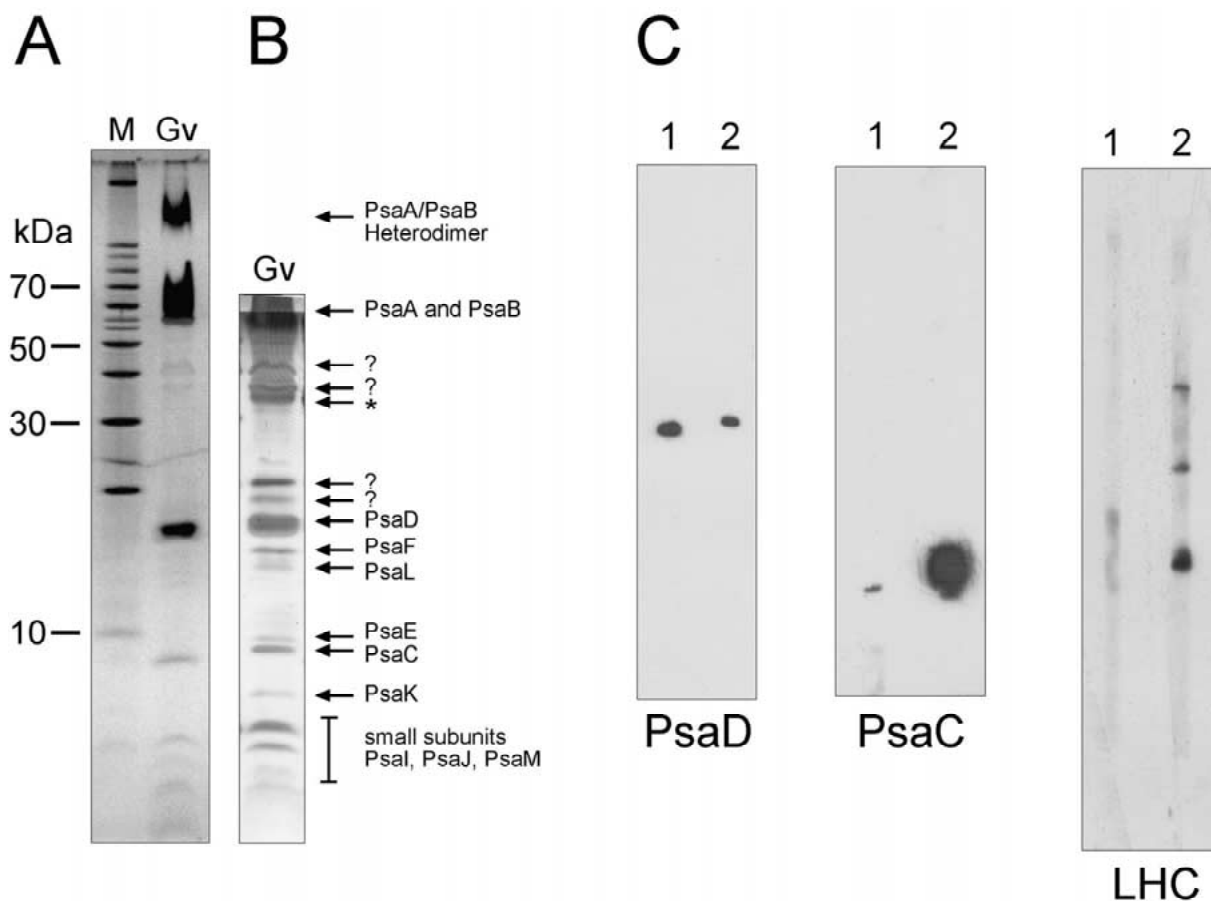 A
B
C
M Gv
kDa
70
50
30
10
Gv
PsaA/PsaB
Heterodimer
PsaA and PsaB
?
?
*
?
?
PsaD
PsaF
PsaL
PsaE
PsaC
PsaK
small subunits
PsaI, PsaJ, PsaM
1 2
PsaD
1 2
PsaC
1 2
LHC